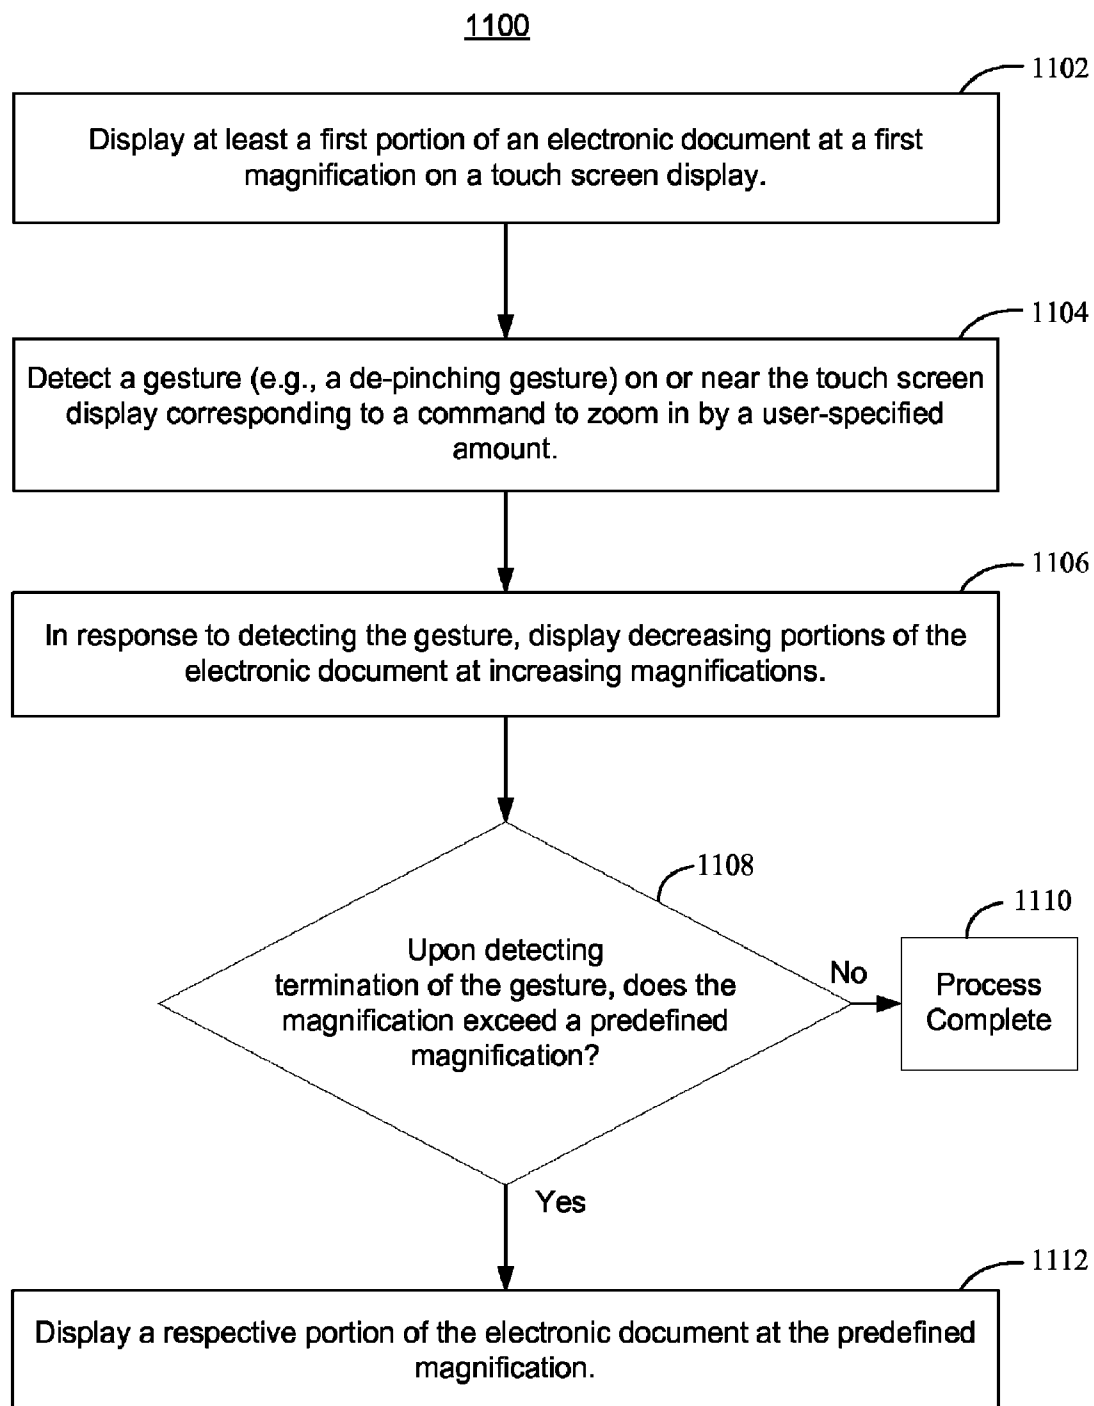 1100
1102
Display at least a first portion of an electronic document at a first
magnification on a touch screen display.
1104
Detect a gesture (e.g., a de-pinching gesture) on or near the touch screen
display corresponding to a command to zoom in by a user-specified
amount.
1106
In response to detecting the gesture, display decreasing portions of the
electronic document at increasing magnifications.
1108
Upon detecting
termination of the gesture, does the
magnification exceed a predefined
magnification?
No
1110
Process
Complete
Yes
1112
Display a respective portion of the electronic document at the predefined
magnification.